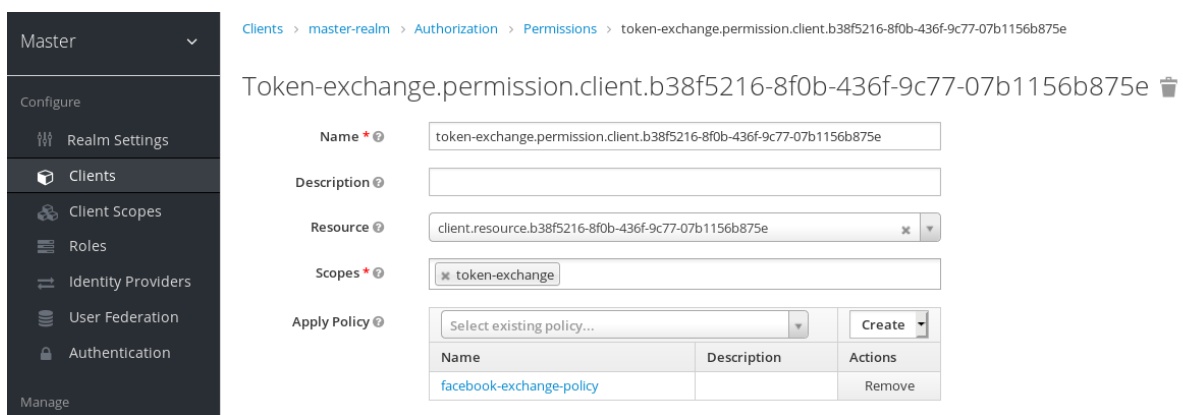 Master
Clients > master-realm > Authorization > Permissions > token-exchange.permission.client.b38f5216-8f0b-436f-9c77-07b1156b875e
Token-exchange.permission.client.b38f5216-8f0b-436f-9c77-07b1156b875e
Configure
Realm Settings
Clients
Client Scopes
Roles
Identity Providers
User Federation
Authentication
Manage
Name * token-exchange.permission.client.b38f5216-8f0b-436f-9c77-07b1156b875e
Description
Resource client.resource.b38f5216-8f0b-436f-9c77-07b1156b875e
Scopes * token-exchange
Apply Policy Select existing policy... Create
Name Description Actions
facebook-exchange-policy Remove